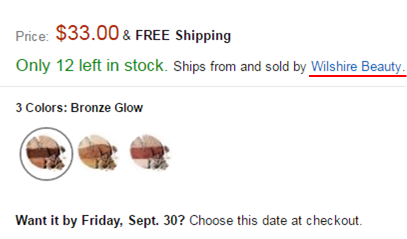 Price: $33.00 & FREE Shipping
Only 12 left in stock. Ships from and sold by Wilshire Beauty.
3 Colors: Bronze Glow
Want it by Friday, Sept. 30? Choose this date at checkout.